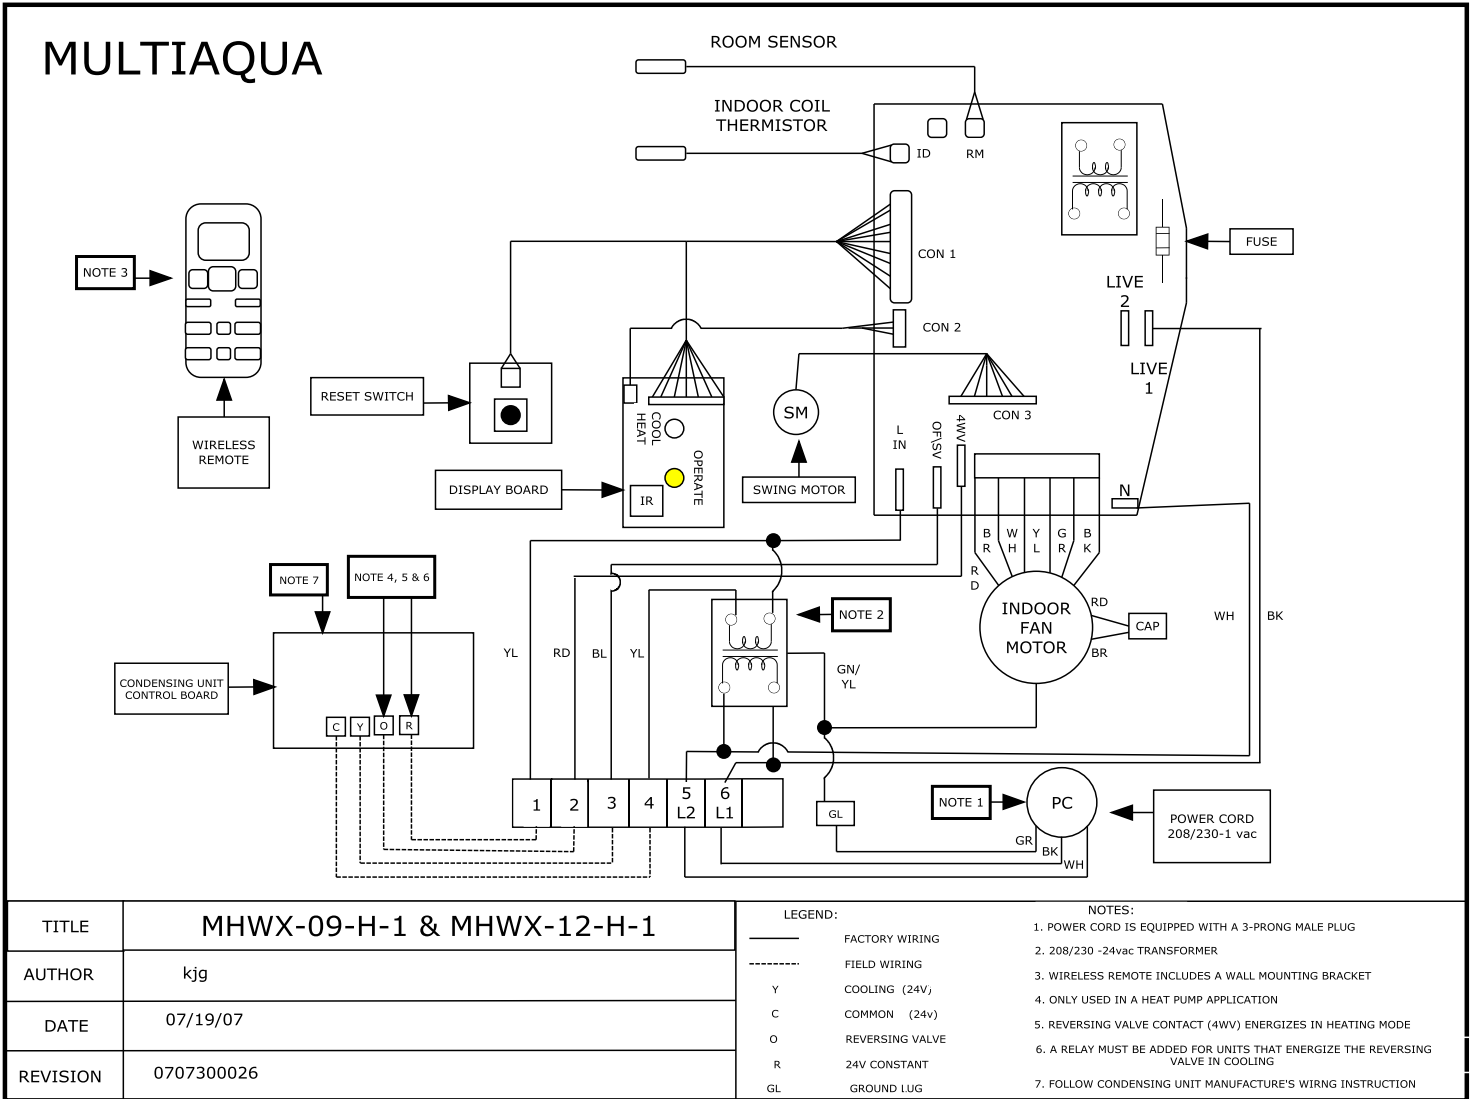 MULTIAQUA
ROOM SENSOR
INDOOR COIL
THERMISTOR
ID
RM
CON 1
FUSE
LIVE
2
CON 2
LIVE
1
NOTE 3
WIRELESS
REMOTE
RESET SWITCH
DISPLAY BOARD
COOL
HEAT
OPERATE
IR
SM
SWING MOTOR
CON 3
L
IN
OF\SV
4WV
N
B
R
W
H
Y
L
G
R
B
K
R
D
INDOOR
FAN
MOTOR
RD
BR
CAP
WH
BK
NOTE 7
NOTE 4, 5 & 6
NOTE 2
CONDENSING UNIT
CONTROL BOARD
C
Y
O
R
YL
RD
BL
YL
GN/
YL
1
2
3
4
5
L2
6
L1
GL
NOTE 1
PC
POWER CORD
208/230-1 vac
GR
BK
WH
TITLE
MHWX-09-H-1 & MHWX-12-H-1
AUTHOR
kjg
DATE
07/19/07
REVISION
0707300026
LEGEND:
FACTORY WIRING
FIELD WIRING
Y COOLING (24V)
C COMMON (24v)
O REVERSING VALVE
R 24V CONSTANT
GL GROUND LUG
NOTES:
1. POWER CORD IS EQUIPPED WITH A 3-PRONG MALE PLUG
2. 208/230 -24vac TRANSFORMER
3. WIRELESS REMOTE INCLUDES A WALL MOUNTING BRACKET
4. ONLY USED IN A HEAT PUMP APPLICATION
5. REVERSING VALVE CONTACT (4WV) ENERGIZES IN HEATING MODE
6. A RELAY MUST BE ADDED FOR UNITS THAT ENERGIZE THE REVERSING
VALVE IN COOLING
7. FOLLOW CONDENSING UNIT MANUFACTURE'S WIRNG INSTRUCTION